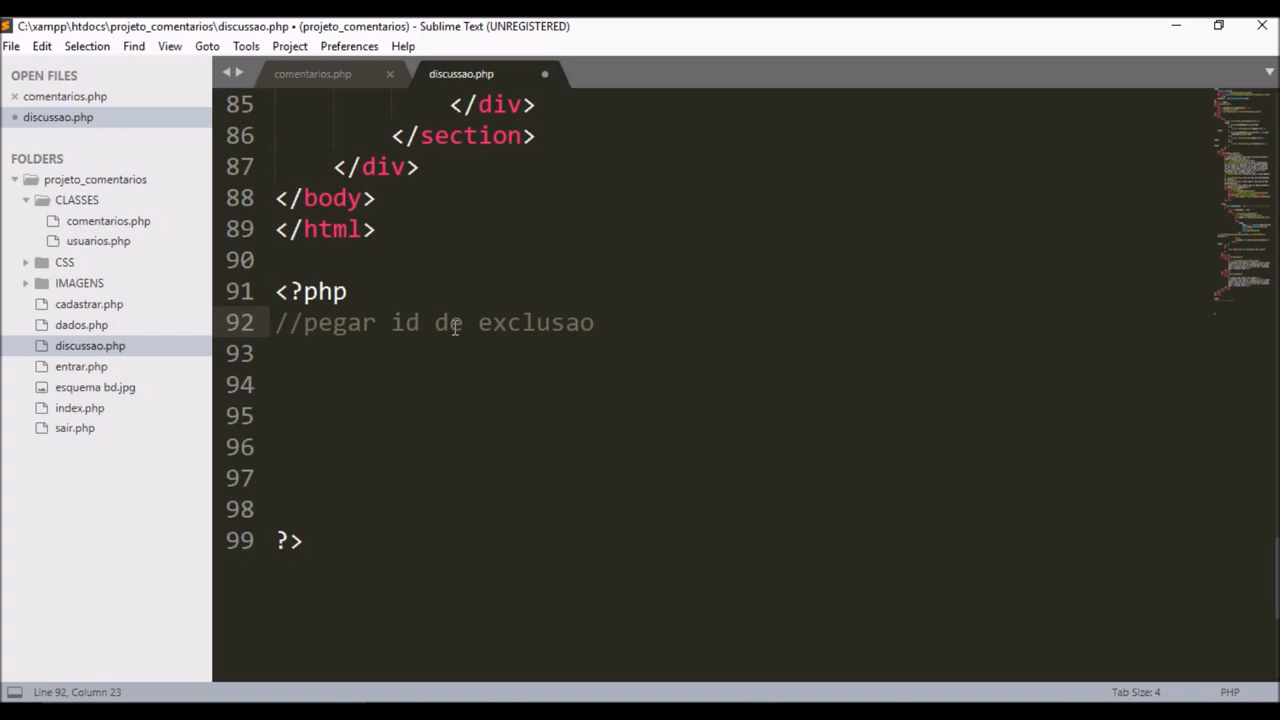 C:\xampp\htdocs\projeto_comentarios\discussao.php • (projeto_comentarios) - Sublime Text (UNREGISTERED)
File Edit Selection Find View Goto Tools Project Preferences Help
OPEN FILES
comentarios.php
discussao.php
FOLDERS
projeto_comentarios
CLASSES
comentarios.php
usuarios.php
CSS
IMAGENS
cadastrar.php
dados.php
discussao.php
entrar.php
esquema bd.jpg
index.php
sair.php
comentarios.php discussao.php
85 </div>
86 </section>
87 </div>
88 </body>
89 </html>
90
91 <?php
92 //pegar id de exclusao
93
94
95
96
97
98
99 ?>
Line 92, Column 23 Tab Size: 4 PHP